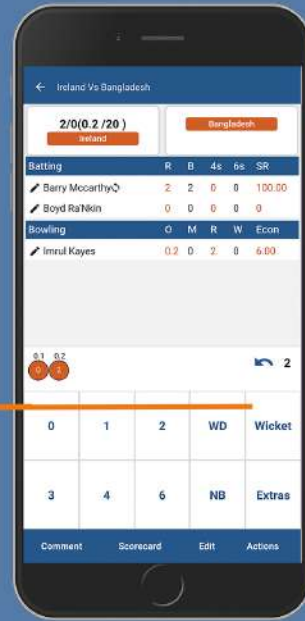 ← Ireland Vs Bangladesh
2/0(0.2 /20 )
Ireland
Bangladesh
Batting R B 4s 6s SR
Barry Mccarthy 2 2 0 0 100.00
Boyd Ra'Nkin 0 0 0 0 0
Bowling O M R W Econ
Imrul Kayes 0.2 0 2 0 6.00
0.1 0.2
0 2
2
0 1 2 WD Wicket
3 4 6 NB Extras
Comment Scorecard Edit Actions